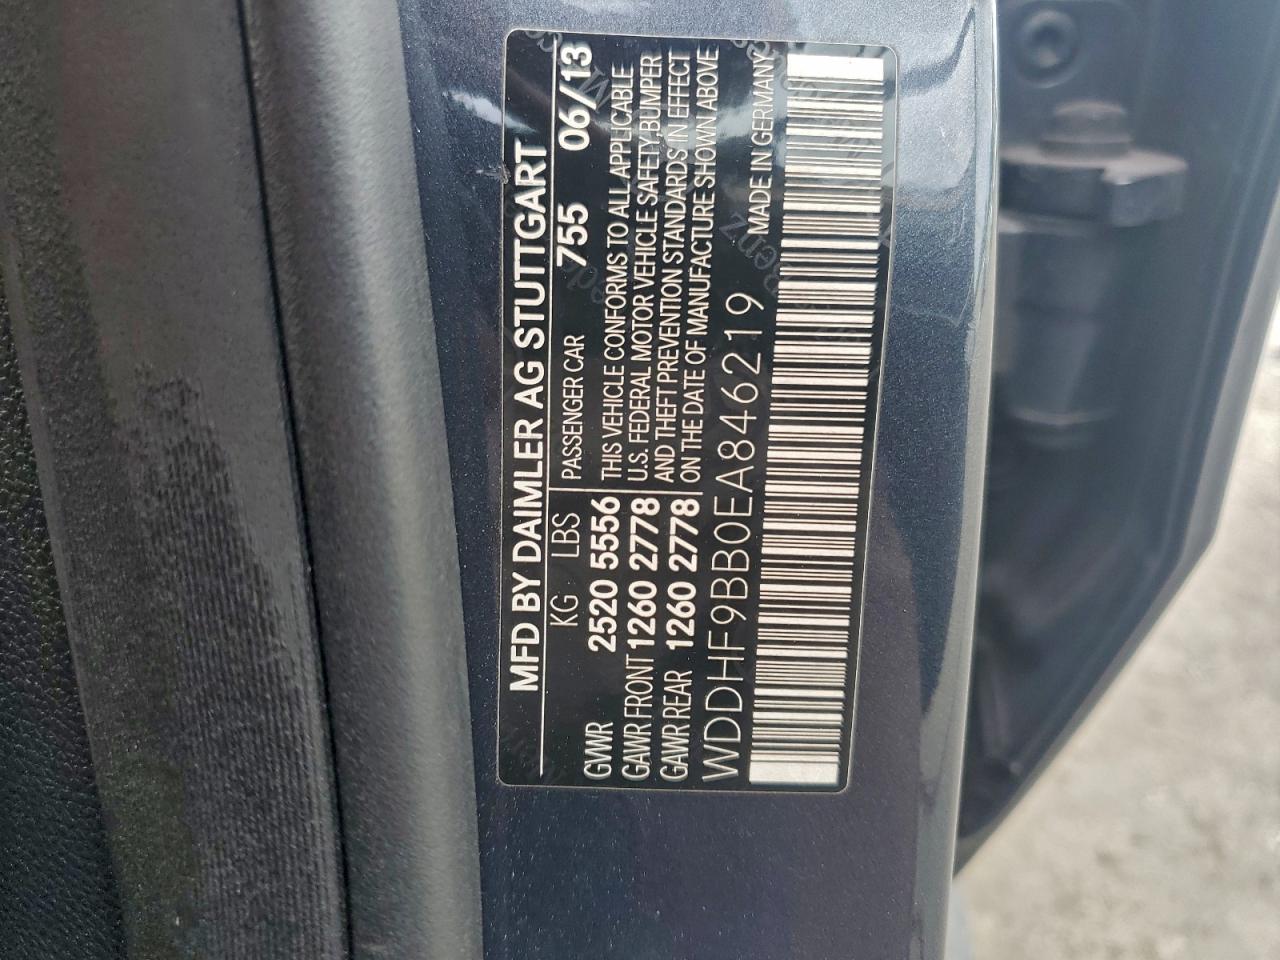 MFD BY DAIMLER AG STUTTGART
KG LBS PASSENGER CAR 755 06/13
GWR 2520 5556
GAWR FRONT 1260 2778
GAWR REAR 1260 2778
THIS VEHICLE CONFORMS TO ALL APPLICABLE
U.S. FEDERAL MOTOR VEHICLE SAFETY, BUMPER
AND THEFT PREVENTION STANDARDS IN EFFECT
ON THE DATE OF MANUFACTURE SHOWN ABOVE
WDDHF9BB0EA846219 MADE IN GERMANY